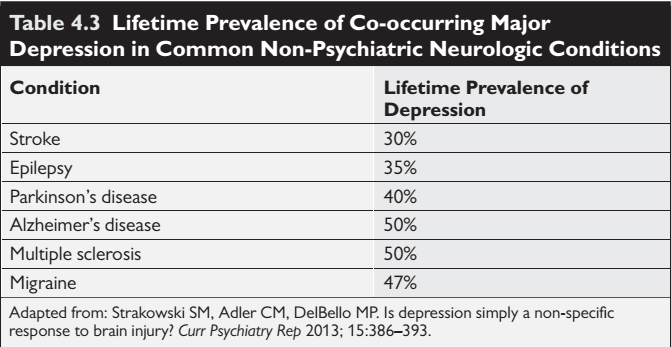 Table 4.3 Lifetime Prevalence of Co-occurring Major
Depression in Common Non-Psychiatric Neurologic Conditions
Condition Lifetime Prevalence of
Depression
Stroke 30%
Epilepsy 35%
Parkinson’s disease 40%
Alzheimer’s disease 50%
Multiple sclerosis 50%
Migraine 47%
Adapted from: Strakowski SM, Adler CM, DelBello MP. Is depression simply a non-specific
response to brain injury? Curr Psychiatry Rep 2013; 15:386–393.